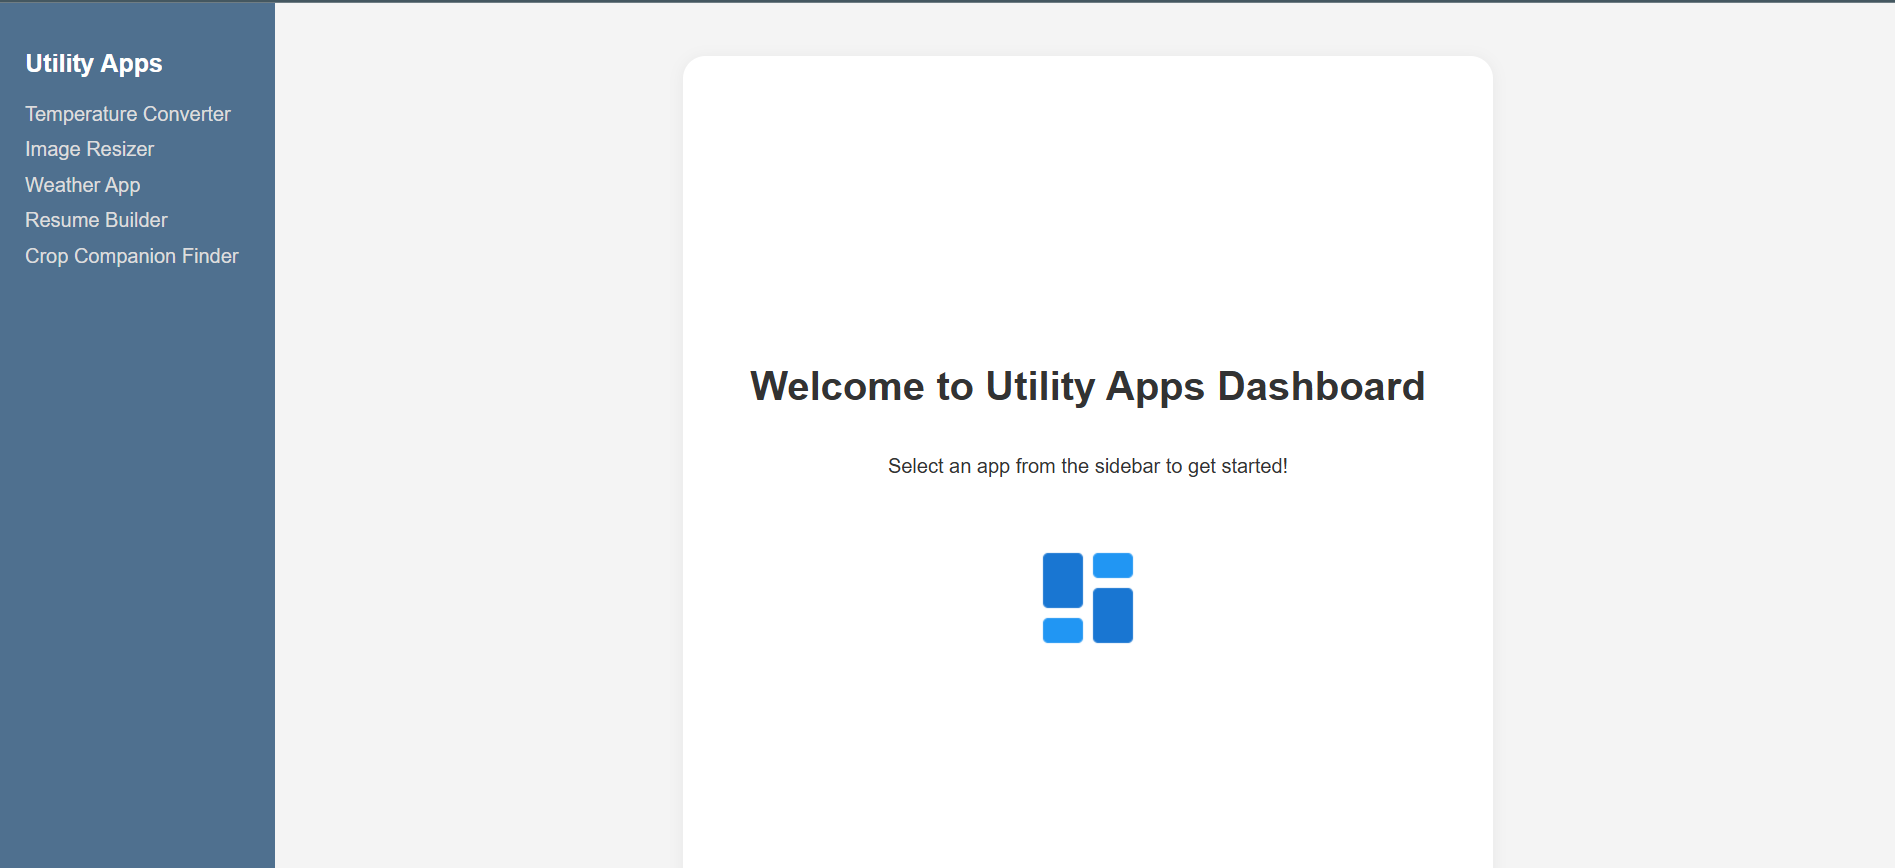 Utility Apps
Temperature Converter
Image Resizer
Weather App
Resume Builder
Crop Companion Finder
Welcome to Utility Apps Dashboard
Select an app from the sidebar to get started!